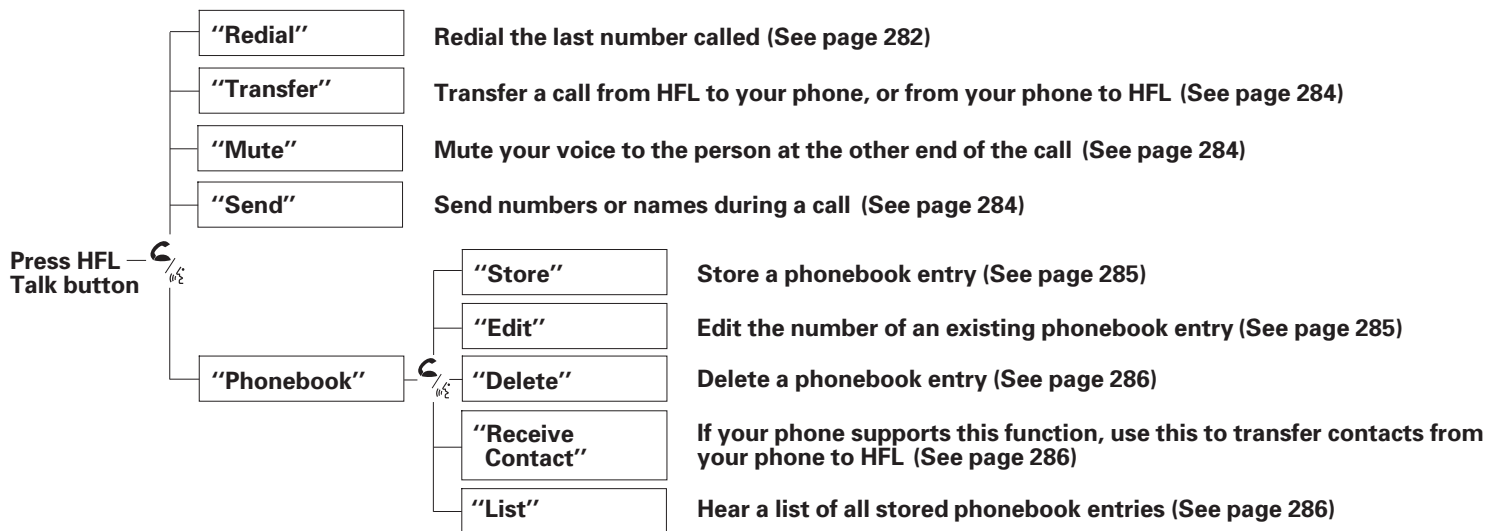 ‘‘Redial’’ Redial the last number called (See page 282)
‘‘Transfer’’ Transfer a call from HFL to your phone, or from your phone to HFL (See page 284)
‘‘Mute’’ Mute your voice to the person at the other end of the call (See page 284)
‘‘Send’’ Send numbers or names during a call (See page 284)
Press HFL
Talk button
‘‘Phonebook’’
‘‘Store’’ Store a phonebook entry (See page 285)
‘‘Edit’’ Edit the number of an existing phonebook entry (See page 285)
‘‘Delete’’ Delete a phonebook entry (See page 286)
‘‘Receive
Contact’’
If your phone supports this function, use this to transfer contacts from
your phone to HFL (See page 286)
‘‘List’’ Hear a list of all stored phonebook entries (See page 286)